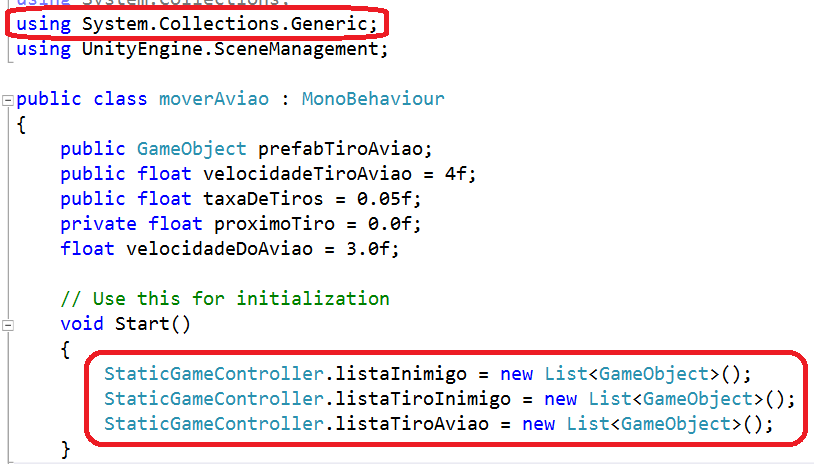 using System.Collections;
using System.Collections.Generic;
using UnityEngine.SceneManagement;
public class moverAviao : MonoBehaviour
{
public GameObject prefabTiroAviao;
public float velocidadeTiroAviao = 4f;
public float taxaDeTiros = 0.05f;
private float proximoTiro = 0.0f;
float velocidadeDoAviao = 3.0f;
// Use this for initialization
void Start()
{
StaticGameController.listaInimigo = new List<GameObject>();
StaticGameController.listaTiroInimigo = new List<GameObject>();
StaticGameController.listaTiroAviao = new List<GameObject>();
}